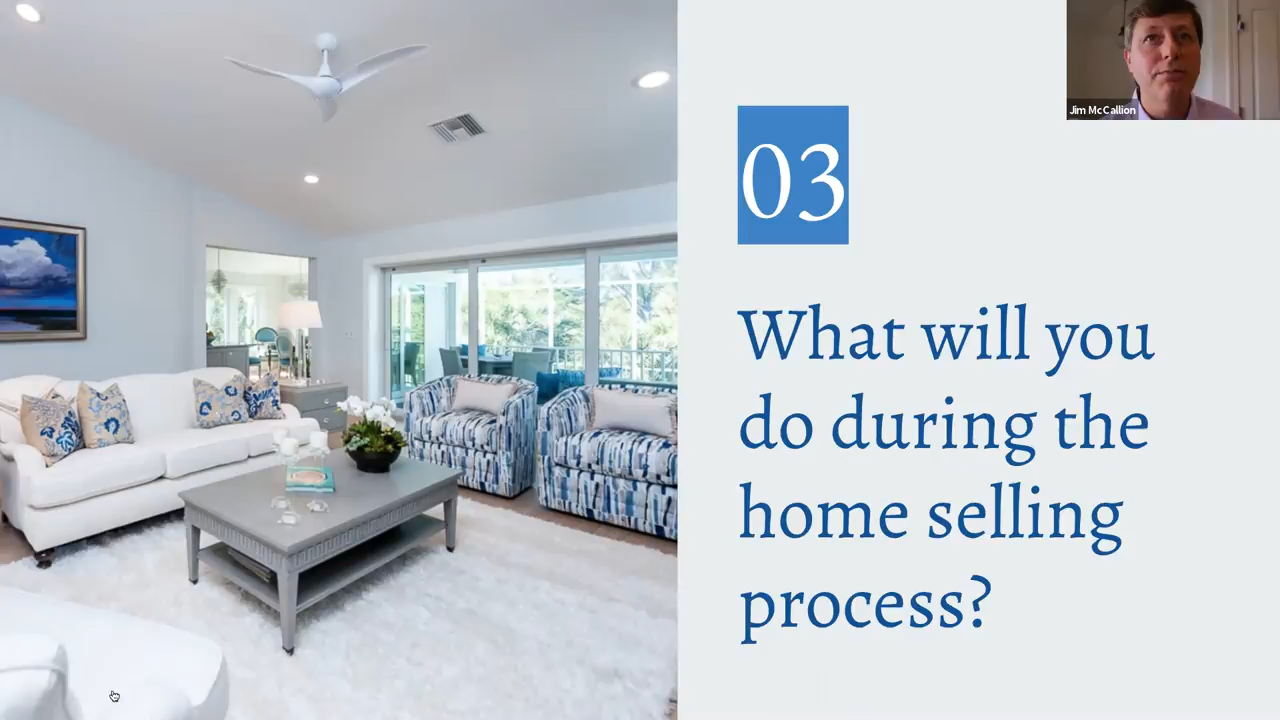 Jim McCallion
03
What will you
do during the
home selling
process?